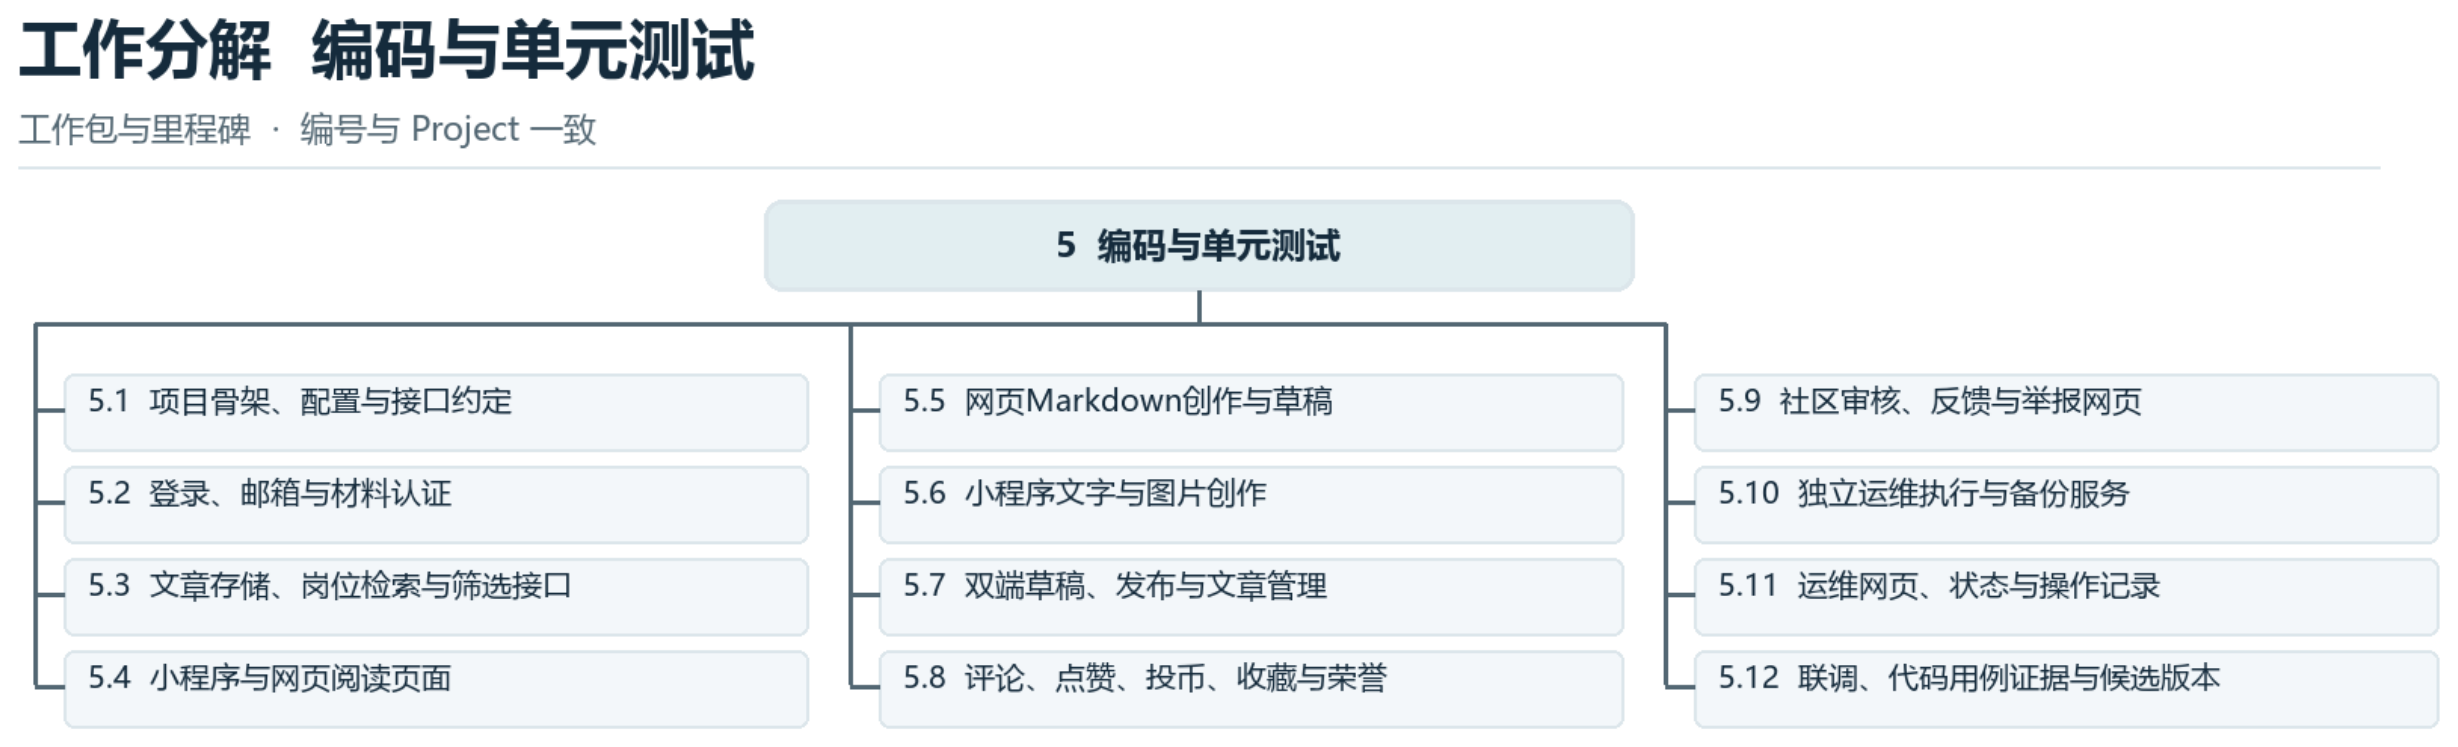 工作分解 编码与单元测试
工作包与里程碑 · 编号与 Project 一致
5 编码与单元测试
5.1 项目骨架、配置与接口约定
5.2 登录、邮箱与材料认证
5.3 文章存储、岗位检索与筛选接口
5.4 小程序与网页阅读页面
5.5 网页Markdown创作与草稿
5.6 小程序文字与图片创作
5.7 双端草稿、发布与文章管理
5.8 评论、点赞、投币、收藏与荣誉
5.9 社区审核、反馈与举报网页
5.10 独立运维执行与备份服务
5.11 运维网页、状态与操作记录
5.12 联调、代码用例证据与候选版本